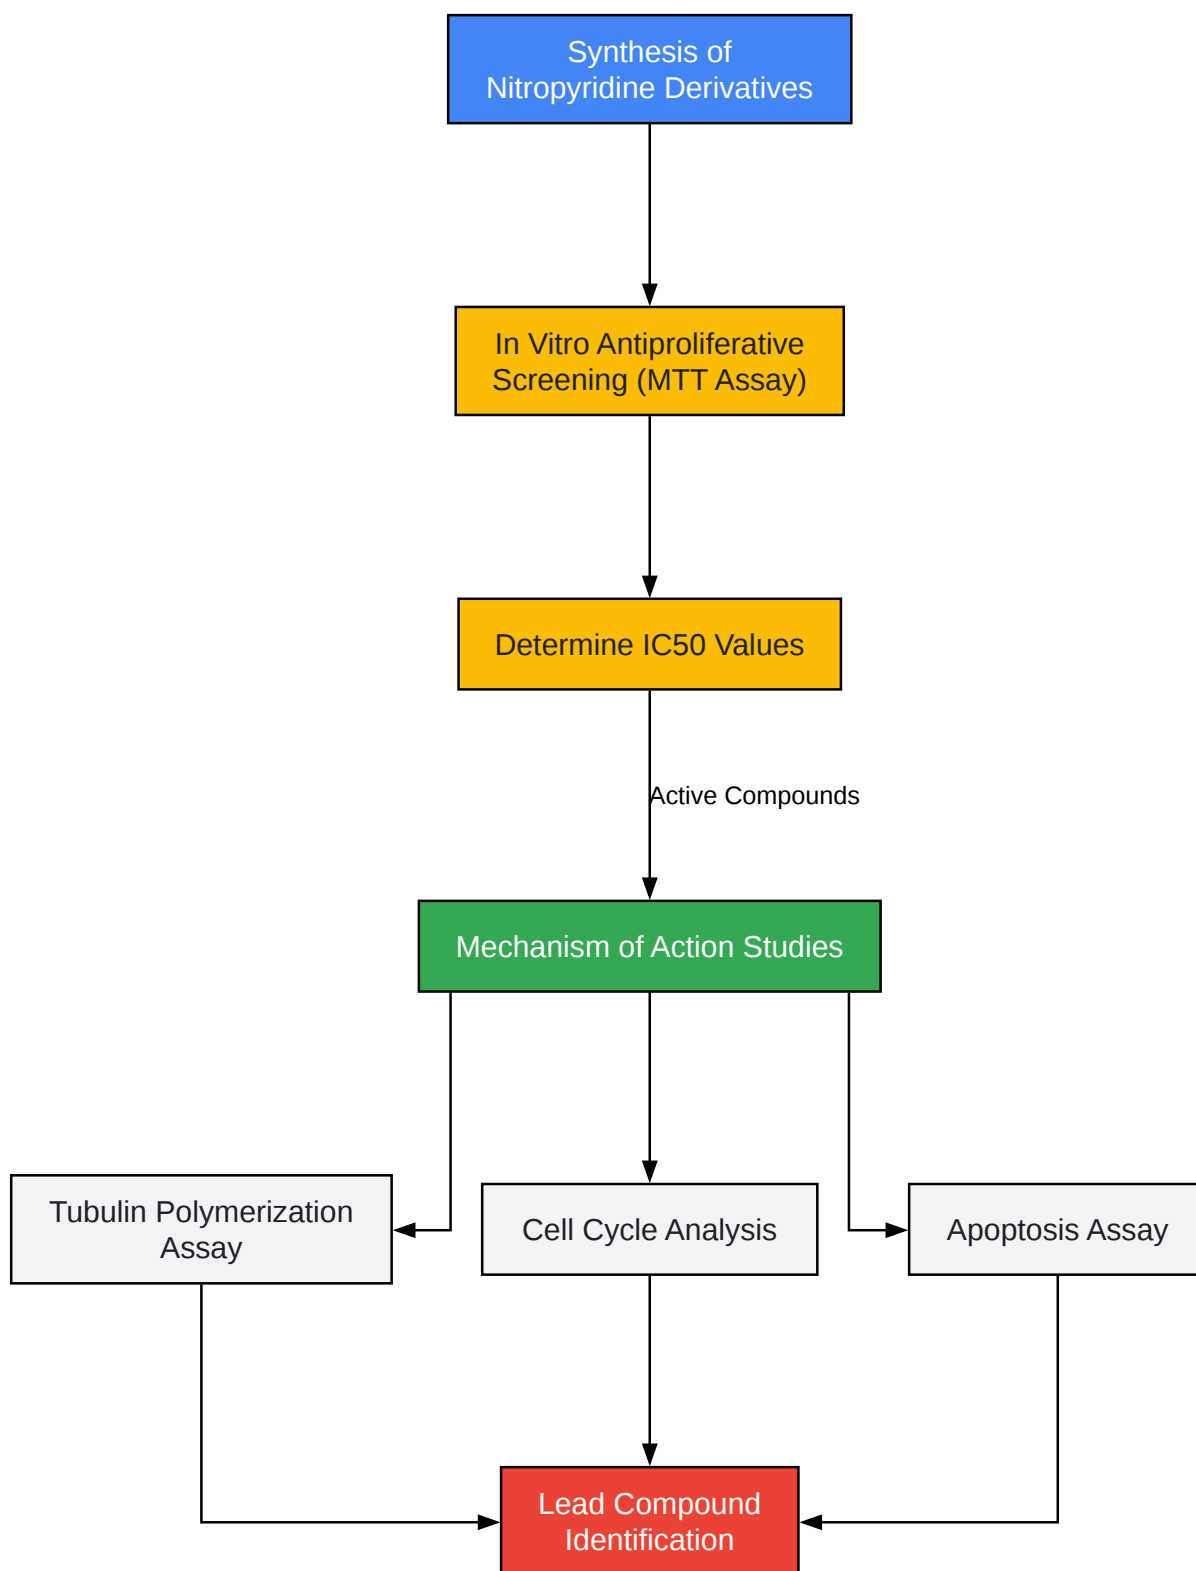 Synthesis of
Nitropyridine Derivatives
In Vitro Antiproliferative
Screening (MTT Assay)
Determine IC50 Values
Active Compounds
Mechanism of Action Studies
Tubulin Polymerization
Assay
Cell Cycle Analysis
Apoptosis Assay
Lead Compound
Identification